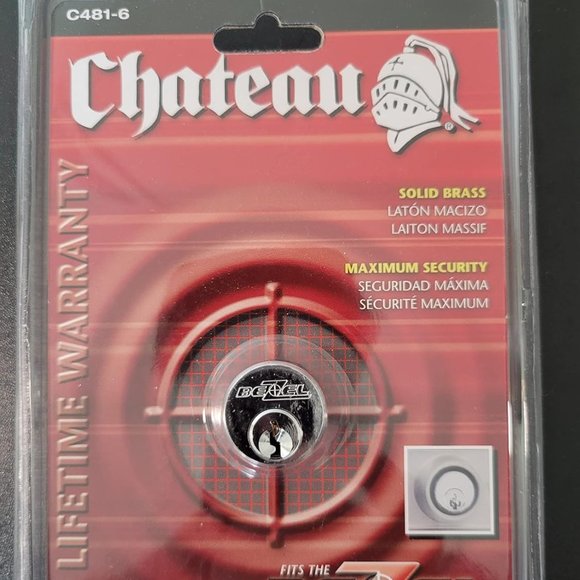 C481-6
Chateau
®
LIFETIME WARRANTY
SOLID BRASS
LATÓN MACIZO
LAITON MASSIF
MAXIMUM SECURITY
SEGURIDAD MÁXIMA
SÉCURITÉ MAXIMUM
BEZEL
FITS THE